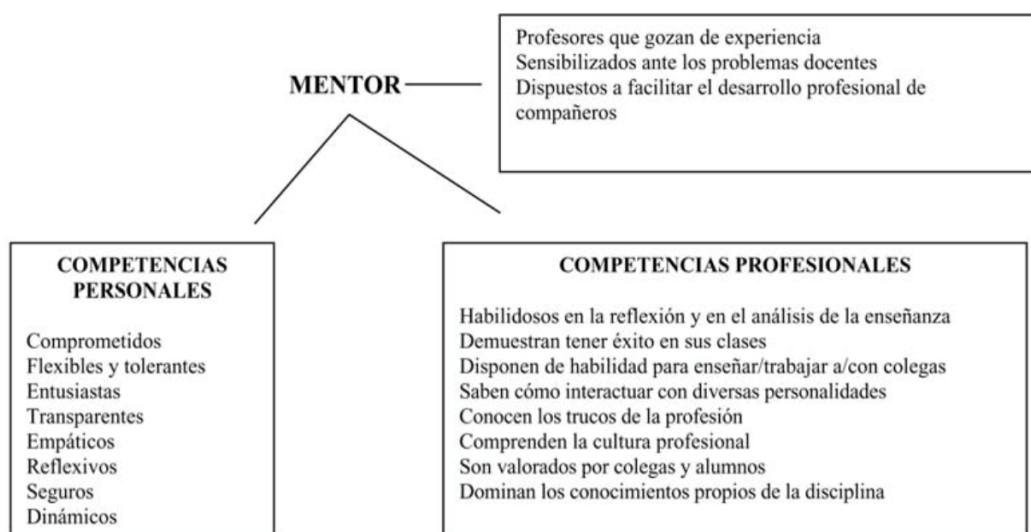 MENTOR
Profesores que gozan de experiencia
Sensibilizados ante los problemas docentes
Dispuestos a facilitar el desarrollo profesional de
compañeros
COMPETENCIAS
PERSONALES
Comprometidos
Flexibles y tolerantes
Entusiastas
Transparentes
Empáticos
Reflexivos
Seguros
Dinámicos
COMPETENCIAS PROFESIONALES
Habilidosos en la reflexión y en el análisis de la enseñanza
Demuestran tener éxito en sus clases
Disponen de habilidad para enseñar/trabajar a/con colegas
Saben cómo interactuar con diversas personalidades
Conocen los trucos de la profesión
Comprenden la cultura profesional
Son valorados por colegas y alumnos
Dominan los conocimientos propios de la disciplina